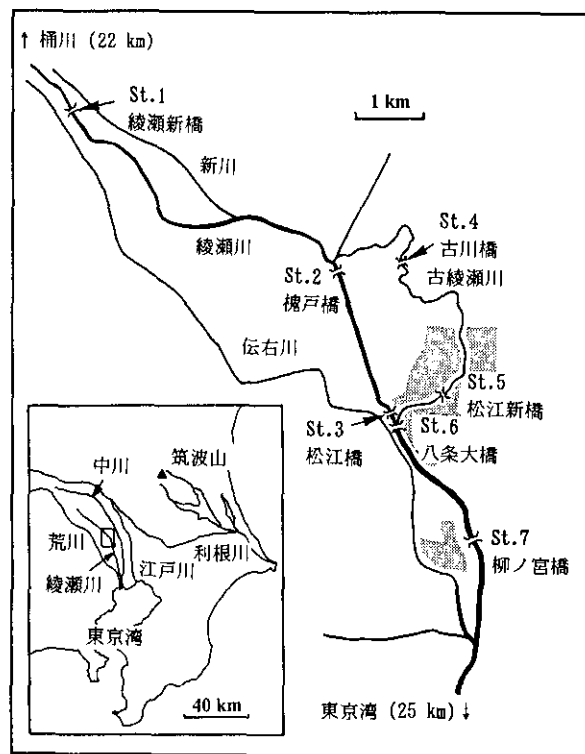 ↑ 桶川 (22 km)
St.1
綾瀬新橋
1 km
新川
綾瀬川
St.4
古川橋
古綾瀬川
St.2
槐戸橋
伝右川
St.5
松江新橋
St.3
松江橋
St.6
八条大橋
St.7
柳ノ宮橋
中川
筑波山
荒川
利根川
綾瀬川
江戸川
東京湾
40 km
東京湾 (25 km) ↓